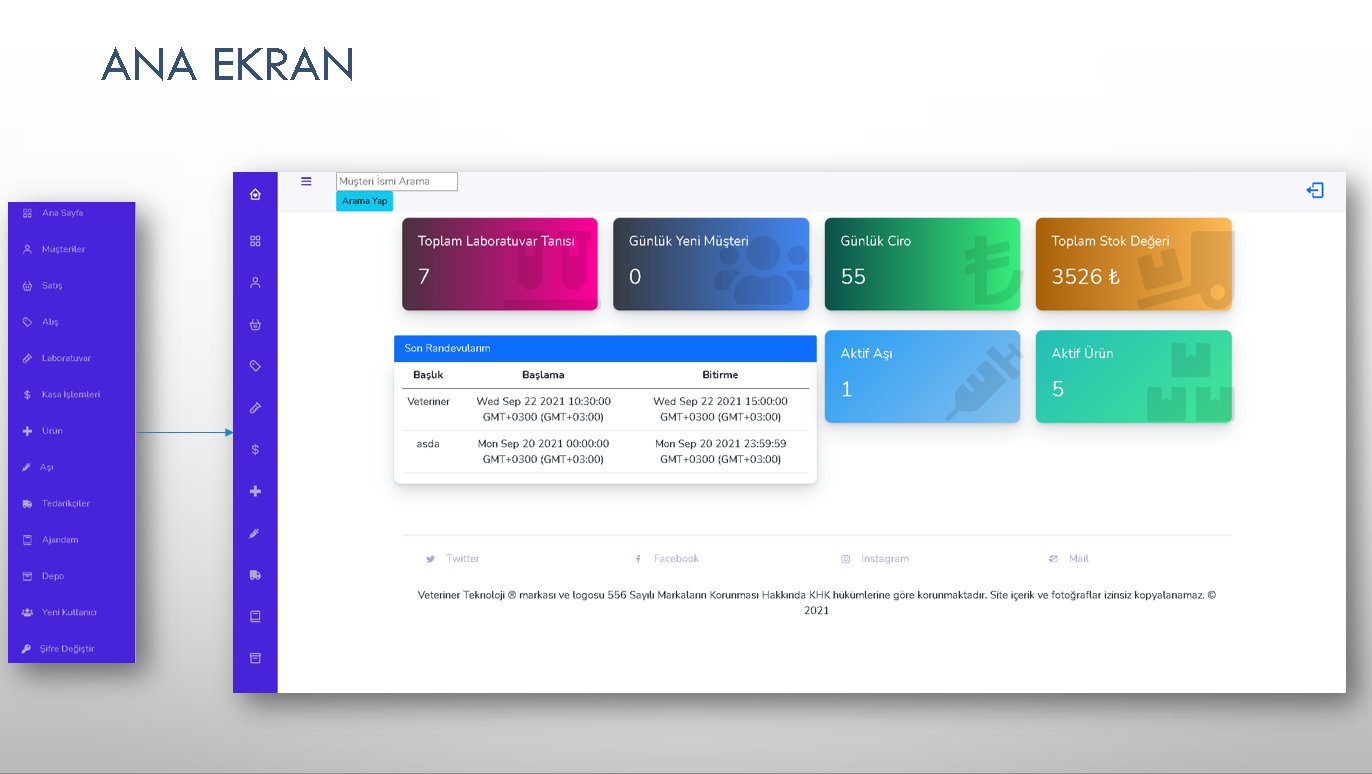 ANA EKRAN
Ana Sayfa
Müşteriler
Satış
Alış
Laboratuvar
Kasa İşlemleri
Ürün
Aşı
Tedarikçiler
Ajandam
Depo
Yeni Kullanıcı
Şifre Değiştir
Müşteri İsmi Arama
Arama Yap
Toplam Laboratuvar Tanısı
7
Günlük Yeni Müşteri
0
Günlük Ciro
55
Toplam Stok Değeri
3526 ₺
Son Randevularım
Başlık Başlama Bitirme
Veteriner Wed Sep 22 2021 10:30:00 Wed Sep 22 2021 15:00:00
GMT+0300 (GMT+03:00) GMT+0300 (GMT+03:00)
asda Mon Sep 20 2021 00:00:00 Mon Sep 20 2021 23:59:59
GMT+0300 (GMT+03:00) GMT+0300 (GMT+03:00)
Aktif Aşı
1
Aktif Ürün
5
Twitter Facebook Instagram Mail
Veteriner Teknoloji ® markası ve logosu 556 Sayılı Markaların Korunması Hakkında KHK hükümlerine göre korunmaktadır. Site içerik ve fotoğraflar izinsiz kopyalanamaz. ©
2021